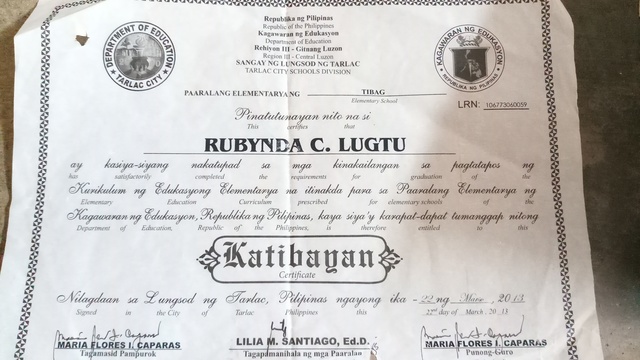 Republika ng Pilipinas
Republic of the Philippines
Kagawaran ng Edukasyon
Department of Education
Rehiyon III - Gitnang Luzon
Region III - Central Luzon
SANGAY NG LUNGSOD NG TARLAC
TARLAC CITY SCHOOLS DIVISION
DEPARTMENT OF EDUCATION
TARLAC CITY
KAGAWARAN NG EDUKASYON
REPUBLIKA NG PILIPINAS
PAARALANG ELEMENTARYANG TIBAG
Elementary School
LRN: 106773060059
Pinatutunayan nito na si
This certifies that
RUBYNDA C. LUGTU
ay kasiya-siyang nakatupad sa mga kinakailangan sa pagtatapos ng
has satisfactorily completed the requirements for graduation of the
Kurikulum ng Edukasyong Elementarya na itinakda para sa Paaralang Elementarya ng
Elementary Education Curriculum prescribed for elementary schools of the
Kagawaran ng Edukasyon, Republika ng Pilipinas, kaya siya'y karapat-dapat tumanggap nitong
Department of Education, Republic of the Philippines, is therefore entitled to this
Katibayan
Certificate
Nilagdaan sa Lungsod ng Tarlac, Pilipinas ngayong ika - 22 ng Marso, 2013
Signed in the City of Tarlac Philippines this 22nd day of March, 2013
MARIA FLORES I. CAPARAS LILIA M. SANTIAGO, Ed.D. MARIA FLORES I. CAPARAS
Tagamasid Pampurok Tagapamanihala ng mga Paaralan Punong-Guro